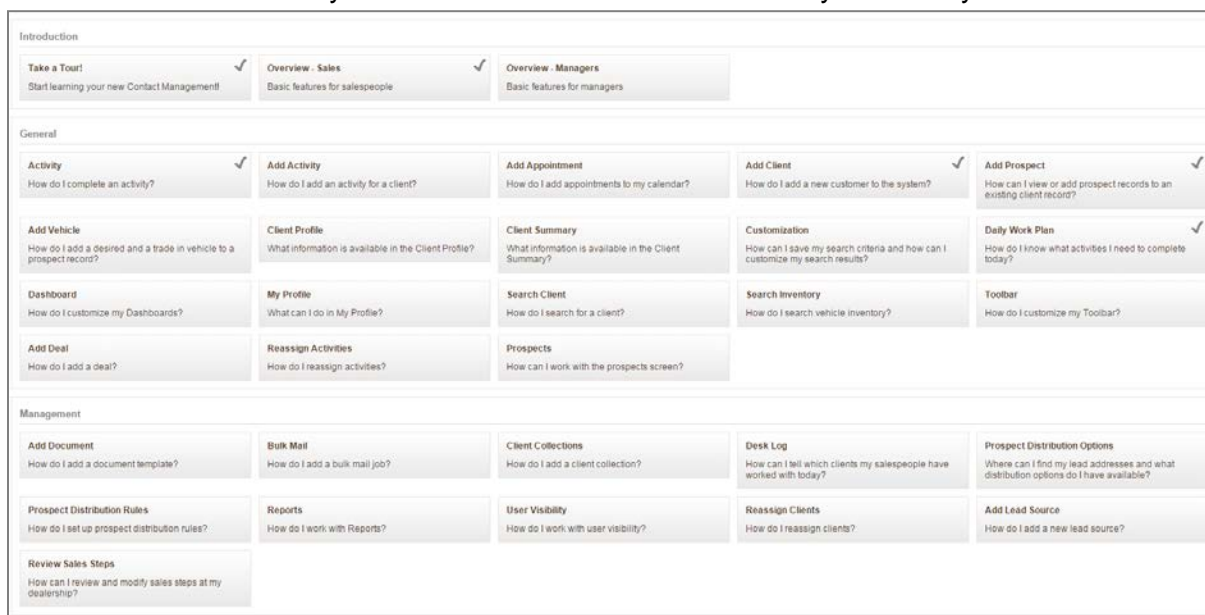 Introduction
Take a Tour!
Start learning your new Contact Management!
Overview - Sales
Basic features for salespeople
Overview - Managers
Basic features for managers
General
Activity
How do I complete an activity?
Add Activity
How do I add an activity for a client?
Add Appointment
How do I add appointments to my calendar?
Add Client
How do I add a new customer to the system?
Add Prospect
How can I view or add prospect records to an
existing client record?
Add Vehicle
How do I add a desired and a trade in vehicle to a
prospect record?
Client Profile
What information is available in the Client Profile?
Client Summary
What information is available in the Client
Summary?
Customization
How can I save my search criteria and how can I
customize my search results?
Daily Work Plan
How do I know what activities I need to complete
today?
Dashboard
How do I customize my Dashboards?
My Profile
What can I do in My Profile?
Search Client
How do I search for a client?
Search Inventory
How do I search vehicle inventory?
Toolbar
How do I customize my Toolbar?
Add Deal
How do I add a deal?
Reassign Activities
How do I reassign activities?
Prospects
How can I work with the prospects screen?
Management
Add Document
How do I add a document template?
Bulk Mail
How do I add a bulk mail job?
Client Collections
How do I add a client collection?
Desk Log
How can I tell which clients my salespeople have
worked with today?
Prospect Distribution Options
Where can I find my lead addresses and what
distribution options do I have available?
Prospect Distribution Rules
How do I set up prospect distribution rules?
Reports
How do I work with Reports?
User Visibility
How do I work with user visibility?
Reassign Clients
How do I reassign clients?
Add Lead Source
How do I add a new lead source?
Review Sales Steps
How can I review and modify sales steps at my
dealership?